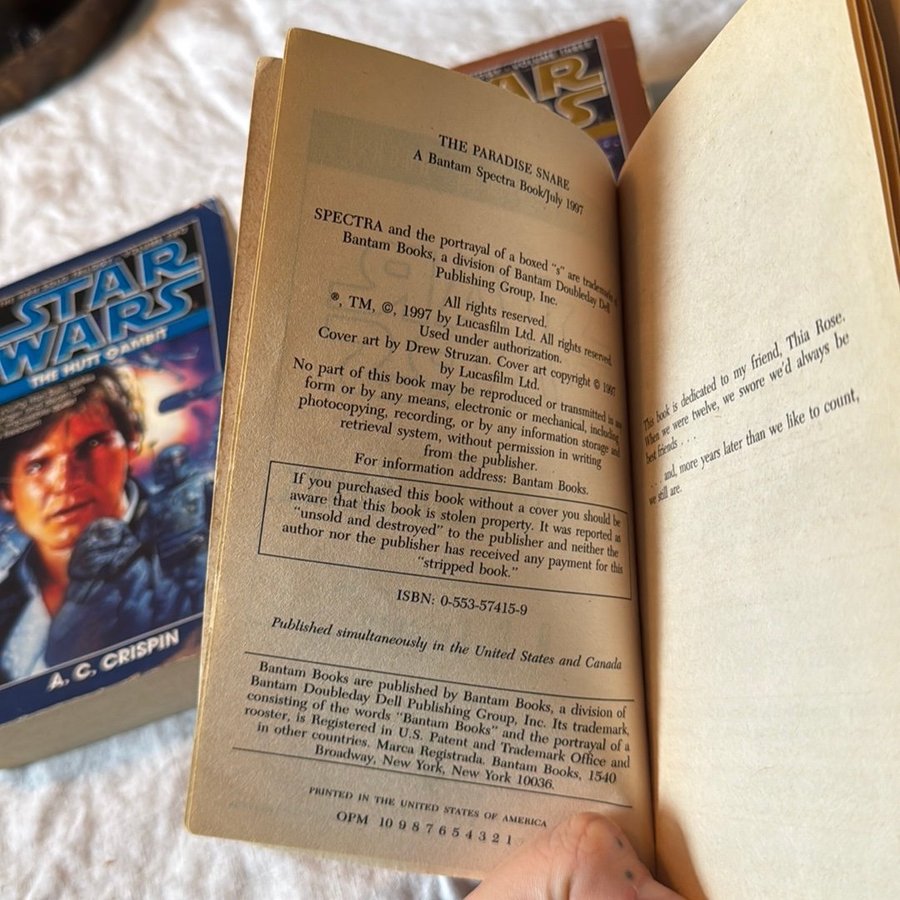 THE PARADISE SNARE
A Bantam Spectra Book/July 1997
SPECTRA and the portrayal of a boxed "s" are trademarks of
Bantam Books, a division of Bantam Doubleday Dell
Publishing Group, Inc.
All rights reserved.
®, TM, ©, 1997 by Lucasfilm Ltd. All rights reserved.
Used under authorization.
Cover art by Drew Struzan. Cover art copyright © 1997
by Lucasfilm Ltd.
No part of this book may be reproduced or transmitted in any
form or by any means, electronic or mechanical, including
photocopying, recording, or by any information storage and
retrieval system, without permission in writing
from the publisher.
For information address: Bantam Books.
If you purchased this book without a cover you should be
aware that this book is stolen property. It was reported as
"unsold and destroyed" to the publisher and neither the
author nor the publisher has received any payment for this
"stripped book."
ISBN: 0-553-57415-9
Published simultaneously in the United States and Canada
Bantam Books are published by Bantam Books, a division of
Bantam Doubleday Dell Publishing Group, Inc. Its trademark,
consisting of the words "Bantam Books" and the portrayal of a
rooster, is Registered in U.S. Patent and Trademark Office and
in other countries. Marca Registrada. Bantam Books, 1540
Broadway, New York, New York 10036.
PRINTED IN THE UNITED STATES OF AMERICA
OPM 10 9 8 7 6 5 4 3 2 1
This book is dedicated to my friend, Thia Rose.
When we were twelve, we swore we'd always be
best friends . . .
. . . and, more years later than we like to count,
we still are.
STAR
WARS
THE HUTT GAMBIT
A. C. CRISPIN
VOLUME THREE
STAR